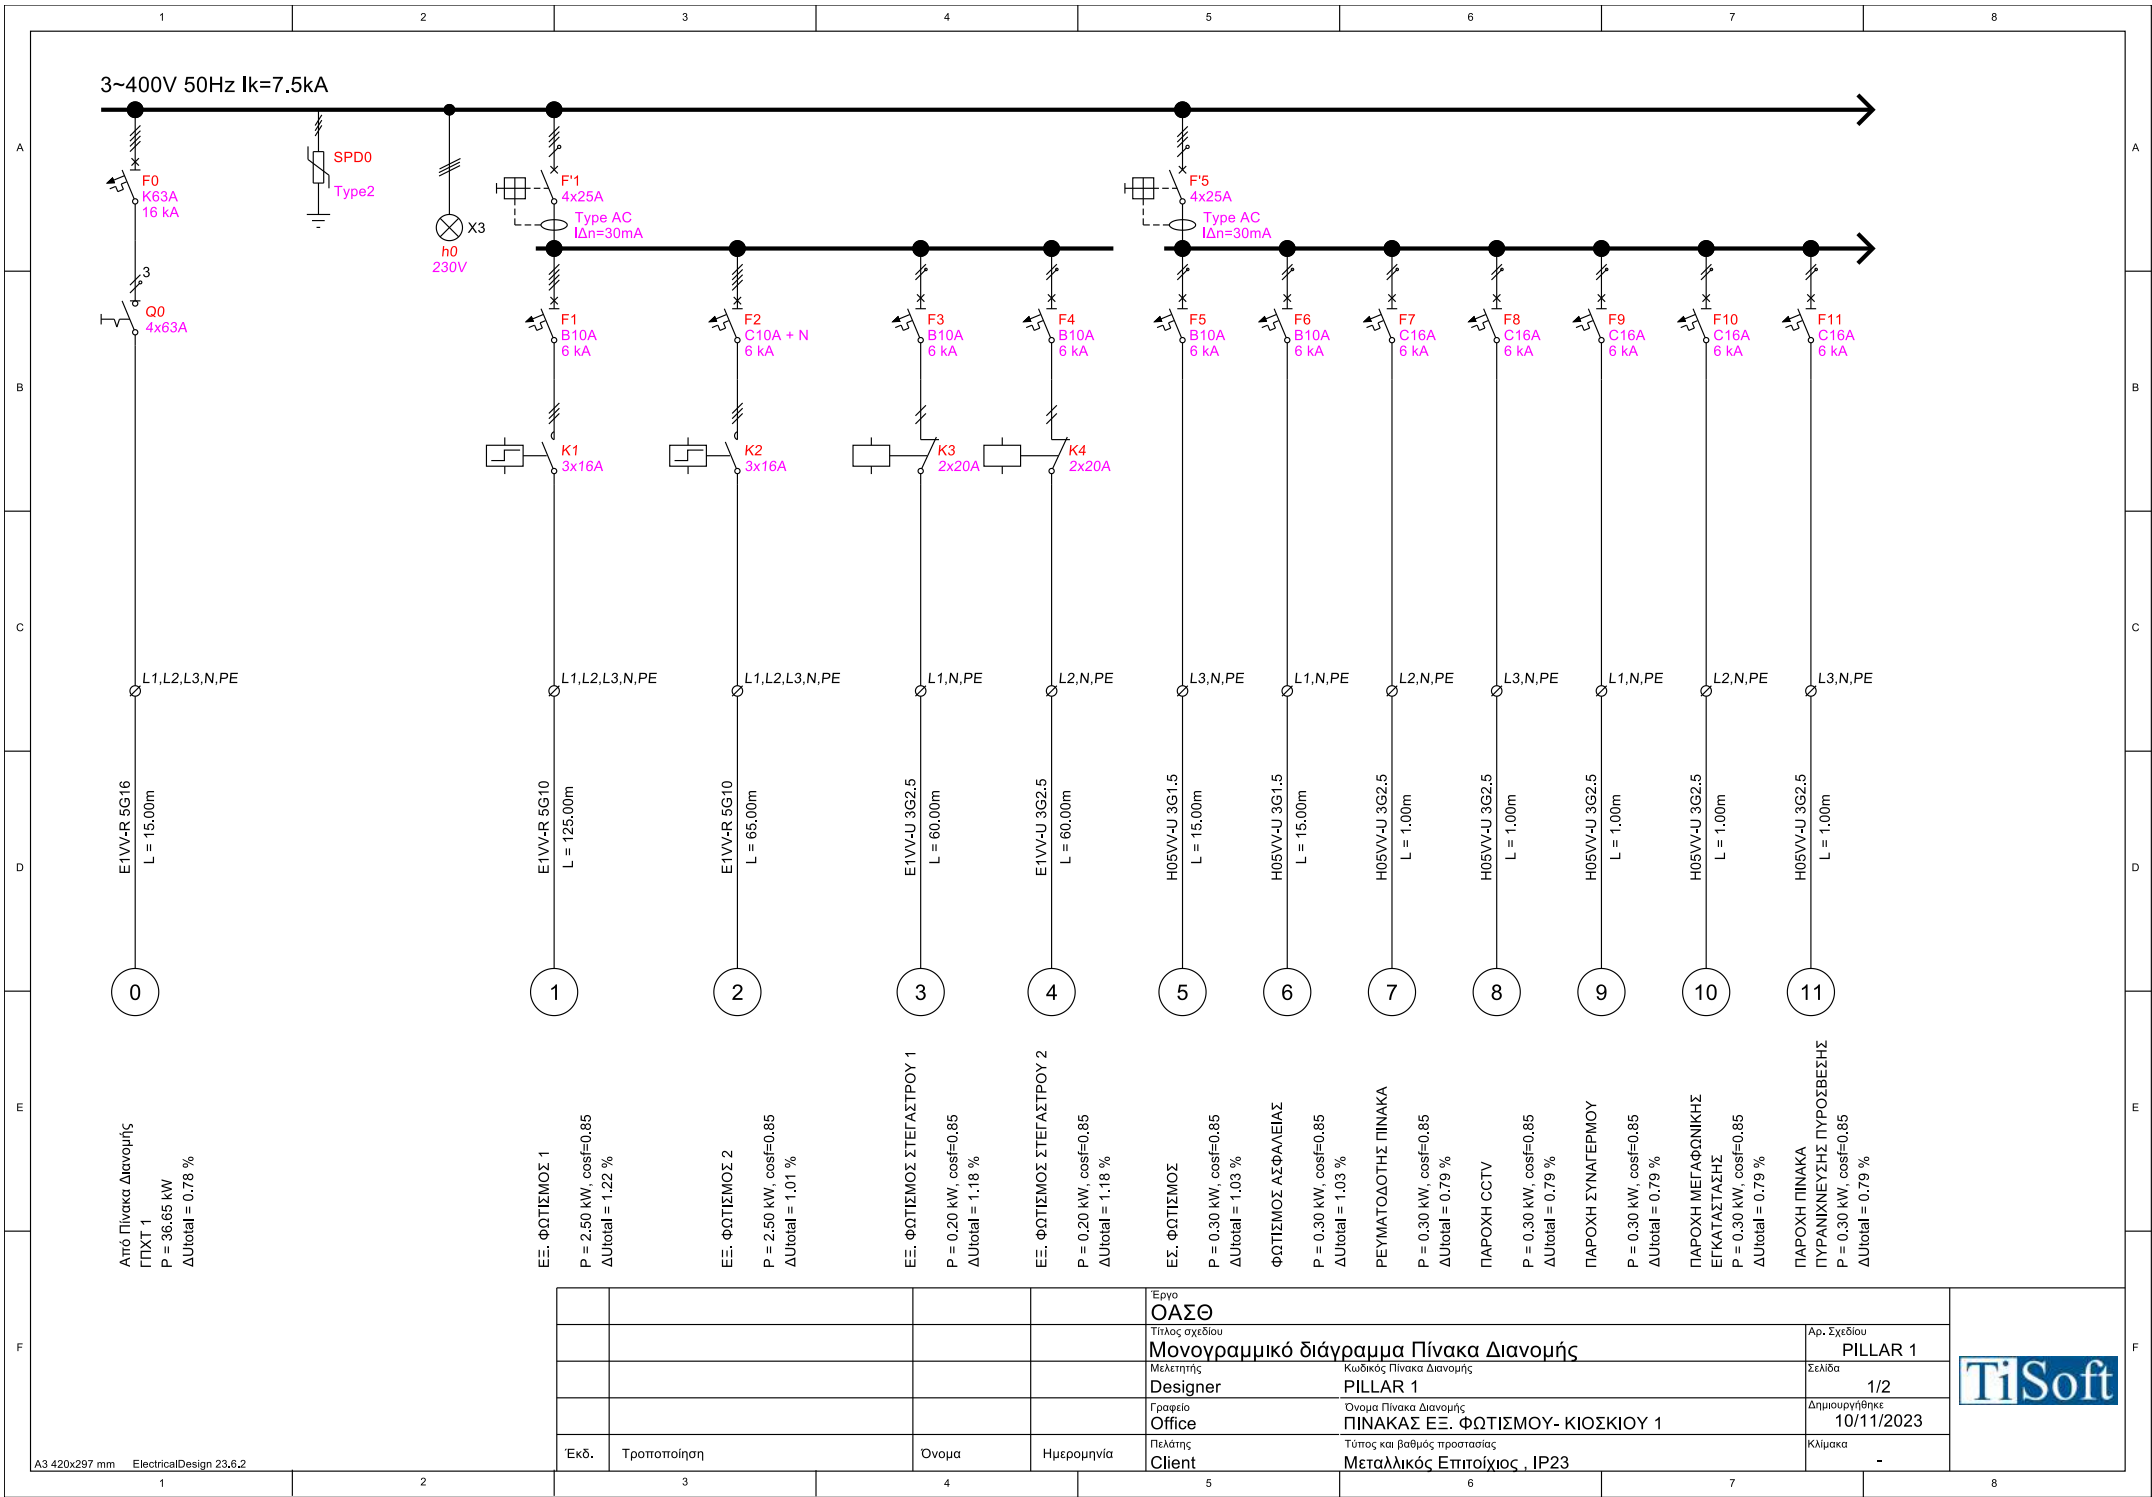 1 2 3 4 5 6 7 8
3~400V 50Hz Ik=7.5kA
A A
SPD0
Type2
F0
K63A
16 kA
X3
h0
230V
F'1
4x25A
Type AC
IΔn=30mA
F'5
4x25A
Type AC
IΔn=30mA
3
Q0
4x63A
F1
B10A
6 kA
F2
C10A + N
6 kA
F3
B10A
6 kA
F4
B10A
6 kA
F5
B10A
6 kA
F6
B10A
6 kA
F7
C16A
6 kA
F8
C16A
6 kA
F9
C16A
6 kA
F10
C16A
6 kA
F11
C16A
6 kA
B B
K1
3x16A
K2
3x16A
K3
2x20A
K4
2x20A
C C
L1,L2,L3,N,PE
L1,L2,L3,N,PE
L1,L2,L3,N,PE
L1,N,PE
L2,N,PE
L3,N,PE
L1,N,PE
L2,N,PE
L3,N,PE
L1,N,PE
L2,N,PE
L3,N,PE
E1VV-R 5G16
L = 15.00m
E1VV-R 5G10
L = 125.00m
E1VV-R 5G10
L = 65.00m
E1VV-U 3G2.5
L = 60.00m
E1VV-U 3G2.5
L = 60.00m
H05VV-U 3G1.5
L = 15.00m
H05VV-U 3G1.5
L = 15.00m
H05VV-U 3G2.5
L = 1.00m
H05VV-U 3G2.5
L = 1.00m
H05VV-U 3G2.5
L = 1.00m
H05VV-U 3G2.5
L = 1.00m
H05VV-U 3G2.5
L = 1.00m
D D
0 1 2 3 4 5 6 7 8 9 10 11
E E
Από Πίνακα Διανομής
ΓΠΧΤ 1
P = 36.65 kW
ΔUtotal = 0.78 %
ΕΞ. ΦΩΤΙΣΜΟΣ 1
P = 2.50 kW, cosf=0.85
ΔUtotal = 1.22 %
ΕΞ. ΦΩΤΙΣΜΟΣ 2
P = 2.50 kW, cosf=0.85
ΔUtotal = 1.01 %
ΕΞ. ΦΩΤΙΣΜΟΣ ΣΤΕΓΑΣΤΡΟΥ 1
P = 0.20 kW, cosf=0.85
ΔUtotal = 1.18 %
ΕΞ. ΦΩΤΙΣΜΟΣ ΣΤΕΓΑΣΤΡΟΥ 2
P = 0.20 kW, cosf=0.85
ΔUtotal = 1.18 %
ΕΣ. ΦΩΤΙΣΜΟΣ
P = 0.30 kW, cosf=0.85
ΔUtotal = 1.03 %
ΦΩΤΙΣΜΟΣ ΑΣΦΑΛΕΙΑΣ
P = 0.30 kW, cosf=0.85
ΔUtotal = 1.03 %
ΡΕΥΜΑΤΟΔΟΤΗΣ ΠΙΝΑΚΑ
P = 0.30 kW, cosf=0.85
ΔUtotal = 0.79 %
ΠΑΡΟΧΗ CCTV
P = 0.30 kW, cosf=0.85
ΔUtotal = 0.79 %
ΠΑΡΟΧΗ ΣΥΝΑΓΕΡΜΟΥ
P = 0.30 kW, cosf=0.85
ΔUtotal = 0.79 %
ΠΑΡΟΧΗ ΜΕΓΑΦΩΝΙΚΗΣ
ΕΓΚΑΤΑΣΤΑΣΗΣ
P = 0.30 kW, cosf=0.85
ΔUtotal = 0.79 %
ΠΑΡΟΧΗ ΠΙΝΑΚΑ
ΠΥΡΑΝΙΧΝΕΥΣΗΣ ΠΥΡΟΣΒΕΣΗΣ
P = 0.30 kW, cosf=0.85
ΔUtotal = 0.79 %
F F
Έργο
ΟΑΣΘ
Τίτλος σχεδίου
Μονογραμμικό διάγραμμα Πίνακα Διανομής
Αρ. Σχεδίου
PILLAR 1
Μελετητής
Designer
Κωδικός Πίνακα Διανομής
PILLAR 1
Σελίδα
1/2
Γραφείο
Office
Όνομα Πίνακα Διανομής
ΠΙΝΑΚΑΣ ΕΞ. ΦΩΤΙΣΜΟΥ- ΚΙΟΣΚΙΟΥ 1
Δημιουργήθηκε
10/11/2023
Έκδ. Τροποποίηση Όνομα Ημερομηνία
Πελάτης
Client
Τύπος και βαθμός προστασίας
Μεταλλικός Επιτοίχιος , IP23
Κλίμακα
-
TiSoft
A3 420x297 mm ElectricalDesign 23.6.2
1 2 3 4 5 6 7 8